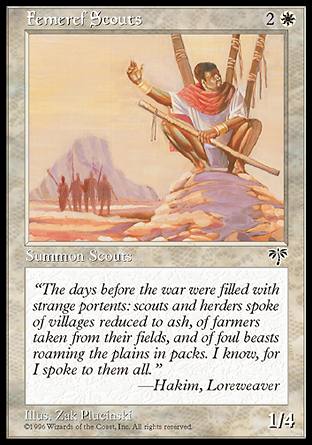 Femeref Scouts 2
Summon Scouts
“The days before the war were filled with
strange portents: scouts and herders spoke
of villages reduced to ash, of farmers
taken from their fields, and of foul beasts
roaming the plains in packs. I know, for
I spoke to them all.”
—Hakim, Loreweaver
Illus. Zak Plucinski
©1996 Wizards of the Coast, Inc. All rights reserved.
1/4